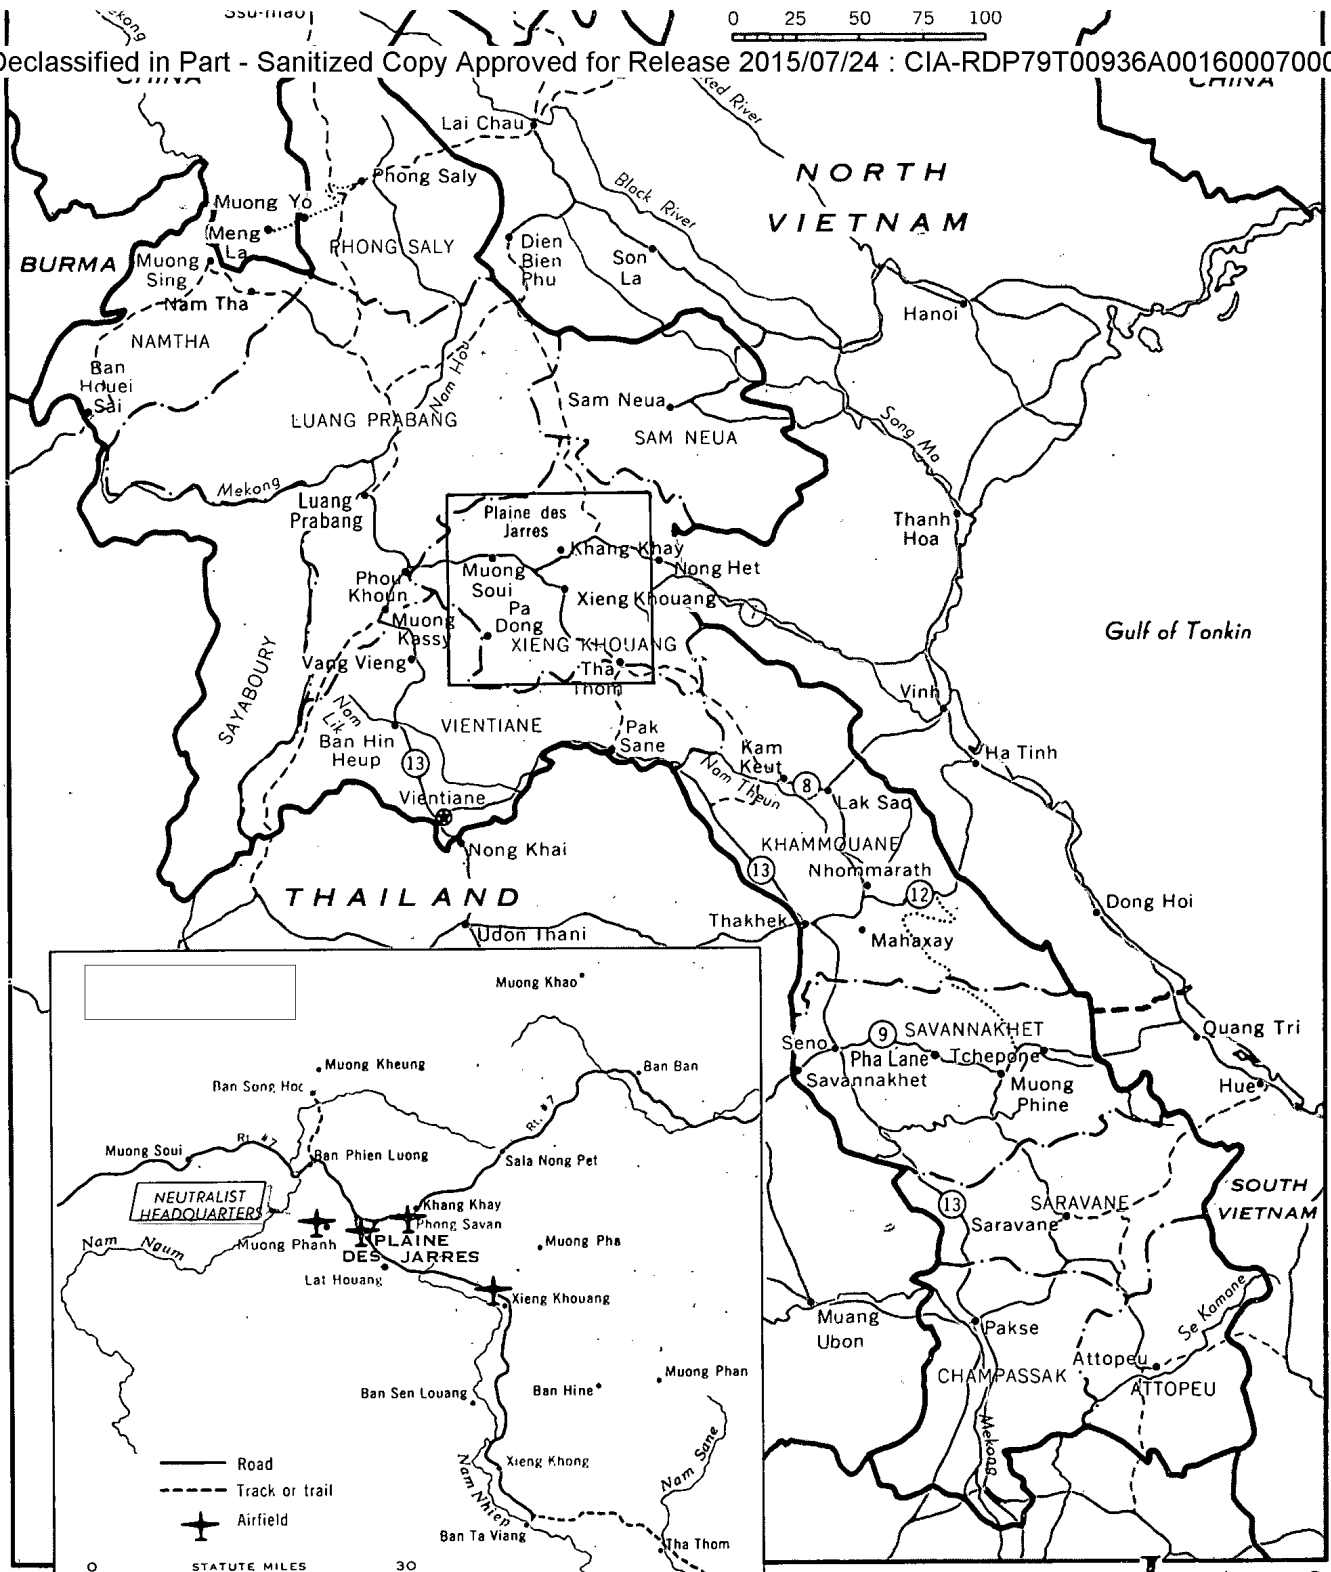 Mekong
Ssu-mao
0 25 50 75 100
Declassified in Part - Sanitized Copy Approved for Release 2015/07/24 : CIA-RDP79T00936A001600070001
CHINA
CHINA
Red River
Lai Chau
NORTH
VIETNAM
Phong Saly
Black River
Muong Yo
Meng
La
PHONG SALY
BURMA
Muong
Sing
Dien
Bien
Phu
Son
La
Nam Tha
Hanoi
NAMTHA
Ban
Houei
Sai
Nam Hou
Sam Neua
LUANG PRABANG
SAM NEUA
Song Ma
Mekong
Luang
Prabang
Plaine des
Jarres
Thanh
Hoa
Khang Khay
Nong Het
Phou
Khoun
Muong
Soui
Xieng Khouang
7
Muong
Kassy
Pa
Dong
XIENG KHOUANG
Gulf of Tonkin
SAYABOURY
Vang Vieng
Tha
Thom
Vinh
Nam
Lik
VIENTIANE
Pak
Sane
Ban Hin
Heup
13
Kam
Keut
Ha Tinh
Nam Theun
8
Lak Sao
Vientiane
KHAMMOUANE
Nong Khai
13
Nhommarath
12
THAILAND
Dong Hoi
Thakhek
Udon Thani
Mahaxay
9
SAVANNAKHET
Quang Tri
Seno
Pha Lane
Tchepone
Savannakhet
Muong
Phine
Hue
SOUTH
VIETNAM
13
SARAVANE
Saravane
Se Kamane
Muang
Ubon
Pakse
Attopeu
CHAMPASSAK
ATTOPEU
Mekong
Muong Khao
Muong Kheung
Ban Ban
Ban Song Hoc
Rt. #7
Rt. #7
Muong Soui
Ban Phien Luong
Sala Nong Pet
NEUTRALIST
HEADQUARTERS
Khang Khay
Phong Savan
Nam Ngum
Muong Phanh
PLAINE
DES JARRES
Muong Pha
Lat Houang
Xieng Khouang
Muong Phan
Ban Sen Louang
Ban Hine
Nam Sane
Xieng Khong
Nam Nhiep
Road
Track or trail
Airfield
Ban Ta Viang
Tha Thom
0 STATUTE MILES 30